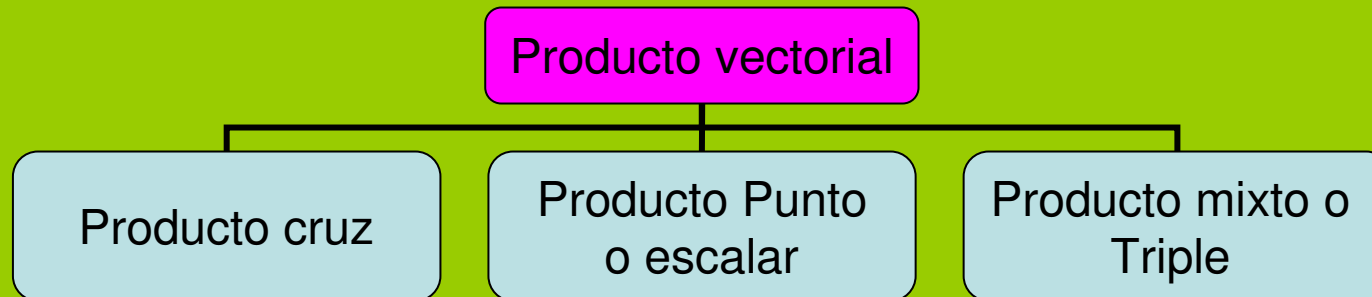 Producto vectorial
Producto cruz
Producto Punto
o escalar
Producto mixto o
Triple